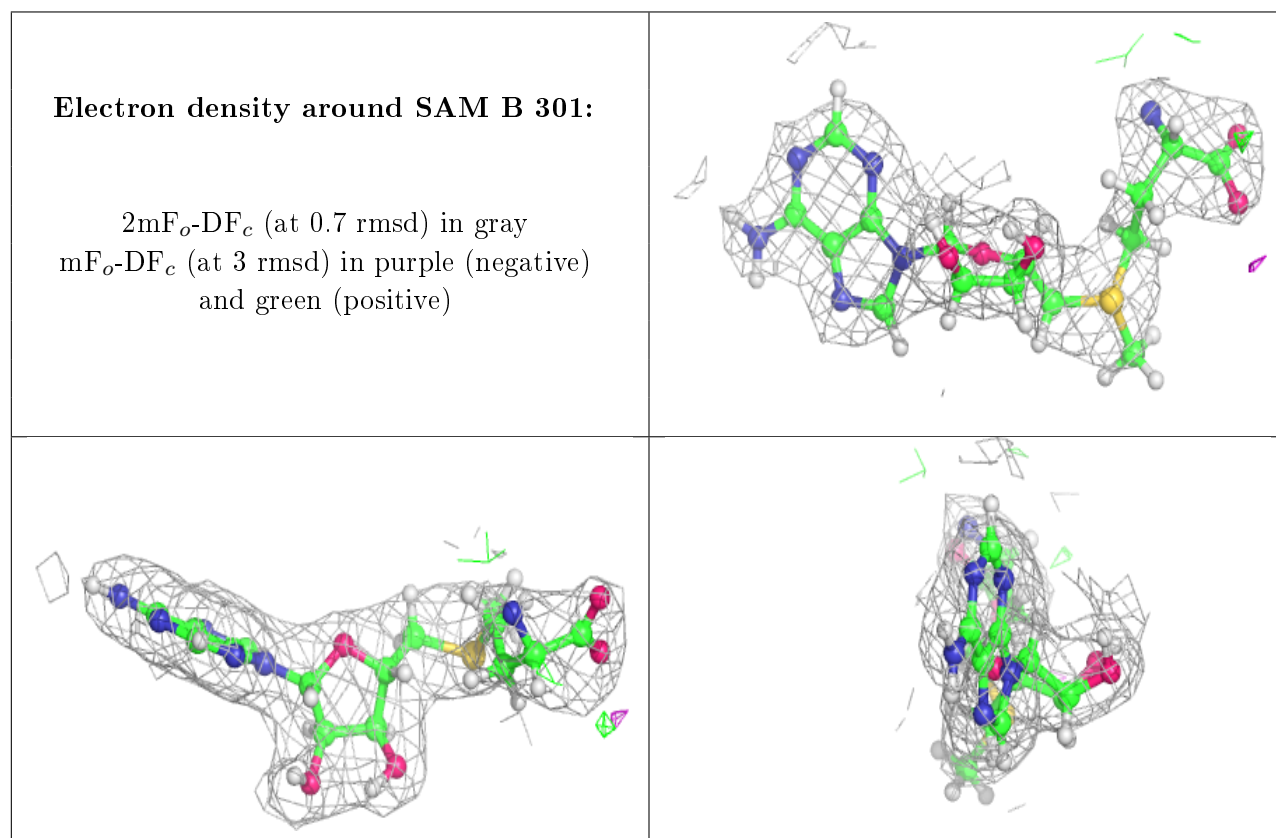 Electron density around SAM B 301:
2mFₒ-DF𝒸 (at 0.7 rmsd) in gray
mFₒ-DF𝒸 (at 3 rmsd) in purple (negative)
and green (positive)